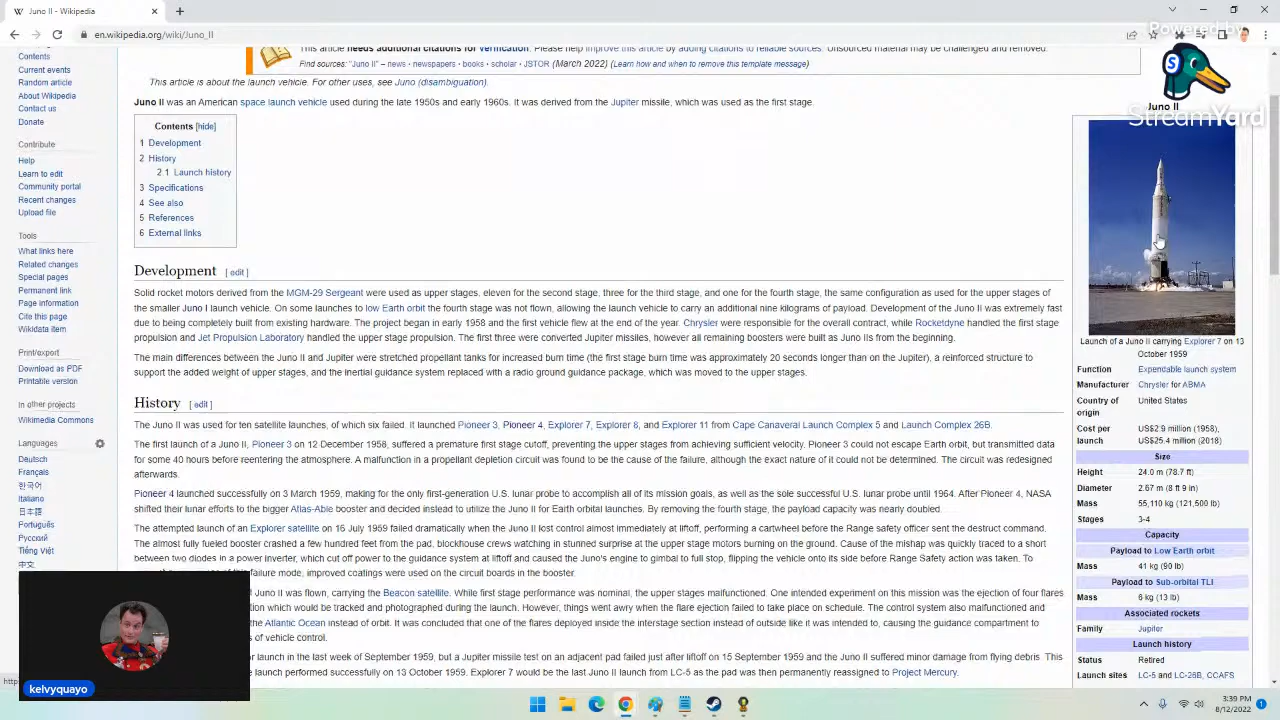 Juno II - Wikipedia
en.wikipedia.org/wiki/Juno_II
Powered by
StreamYard
Contents
Current events
Random article
About Wikipedia
Contact us
Donate
Contribute
Help
Learn to edit
Community portal
Recent changes
Upload file
Tools
What links here
Related changes
Special pages
Permanent link
Page information
Cite this page
Wikidata item
Print/export
Download as PDF
Printable version
In other projects
Wikimedia Commons
Languages
Deutsch
Français
한국어
Italiano
日本語
Português
Русский
Tiếng Việt
中文
This article needs additional citations for verification. Please help improve this article by adding citations to reliable sources. Unsourced material may be challenged and removed.
Find sources: "Juno II" – news · newspapers · books · scholar · JSTOR (March 2022) (Learn how and when to remove this template message)
This article is about the launch vehicle. For other uses, see Juno (disambiguation).
Juno II was an American space launch vehicle used during the late 1950s and early 1960s. It was derived from the Jupiter missile, which was used as the first stage.
Contents [hide]
1 Development
2 History
2.1 Launch history
3 Specifications
4 See also
5 References
6 External links
Development [ edit ]
Solid rocket motors derived from the MGM-29 Sergeant were used as upper stages, eleven for the second stage, three for the third stage, and one for the fourth stage, the same configuration as used for the upper stages of
the smaller Juno I launch vehicle. On some launches to low Earth orbit the fourth stage was not flown, allowing the launch vehicle to carry an additional nine kilograms of payload. Development of the Juno II was extremely fast
due to being completely built from existing hardware. The project began in early 1958 and the first vehicle flew at the end of the year. Chrysler were responsible for the overall contract, while Rocketdyne handled the first stage
propulsion and Jet Propulsion Laboratory handled the upper stage propulsion. The first three were converted Jupiter missiles, however all remaining boosters were built as Juno IIs from the beginning.
The main differences between the Juno II and Jupiter were stretched propellant tanks for increased burn time (the first stage burn time was approximately 20 seconds longer than on the Jupiter), a reinforced structure to
support the added weight of upper stages, and the inertial guidance system replaced with a radio ground guidance package, which was moved to the upper stages.
History [ edit ]
The Juno II was used for ten satellite launches, of which six failed. It launched Pioneer 3, Pioneer 4, Explorer 7, Explorer 8, and Explorer 11 from Cape Canaveral Launch Complex 5 and Launch Complex 26B.
The first launch of a Juno II, Pioneer 3 on 12 December 1958, suffered a premature first stage cutoff, preventing the upper stages from achieving sufficient velocity. Pioneer 3 could not escape Earth orbit, but transmitted data
for some 40 hours before reentering the atmosphere. A malfunction in a propellant depletion circuit was found to be the cause of the failure, although the exact nature of it could not be determined. The circuit was redesigned
afterwards.
Pioneer 4 launched successfully on 3 March 1959, making for the only first-generation U.S. lunar probe to accomplish all of its mission goals, as well as the sole successful U.S. lunar probe until 1964. After Pioneer 4, NASA
shifted their lunar efforts to the bigger Atlas-Able booster and decided instead to utilize the Juno II for Earth orbital launches. By removing the fourth stage, the payload capacity was nearly doubled.
The attempted launch of an Explorer satellite on 16 July 1959 failed dramatically when the Juno II lost control almost immediately at liftoff, performing a cartwheel before the Range safety officer sent the destruct command.
The almost fully fueled booster crashed a few hundred feet from the pad, blockhouse crews watching in stunned surprise at the upper stage motors burning on the ground. Cause of the mishap was quickly traced to a short
between two diodes in a power inverter, which cut off power to the guidance system at liftoff and caused the Juno's engine to gimbal to full stop, flipping the vehicle onto its side before Range Safety action was taken. To
failure mode, improved coatings were used on the circuit boards in the booster.
Juno II was flown, carrying the Beacon satellite. While first stage performance was nominal, the upper stages malfunctioned. One intended experiment on this mission was the ejection of four flares
which would be tracked and photographed during the launch. However, things went awry when the flare ejection failed to take place on schedule. The control system also malfunctioned and
the Atlantic Ocean instead of orbit. It was concluded that one of the flares deployed inside the interstage section instead of outside like it was intended to, causing the guidance compartment to
of vehicle control.
launch in the last week of September 1959, but a Jupiter missile test on an adjacent pad failed just after liftoff on 15 September 1959 and the Juno II suffered minor damage from flying debris. This
launch performed successfully on 13 October 1959. Explorer 7 would be the last Juno II launch from LC-5 as the pad was then permanently reassigned to Project Mercury.
Juno II
Launch of a Juno II carrying Explorer 7 on 13
October 1959
Function Expendable launch system
Manufacturer Chrysler for ABMA
Country of origin United States
Cost per launch US$2.9 million (1958),
US$25.4 million (2018)
Size
Height 24.0 m (78.7 ft)
Diameter 2.67 m (8 ft 9 in)
Mass 55,110 kg (121,500 lb)
Stages 3-4
Capacity
Payload to Low Earth orbit
Mass 41 kg (90 lb)
Payload to Sub-orbital TLI
Mass 6 kg (13 lb)
Associated rockets
Family Jupiter
Launch history
Status Retired
Launch sites LC-5 and LC-26B, CCAFS
kelvyquayo
3:39 PM